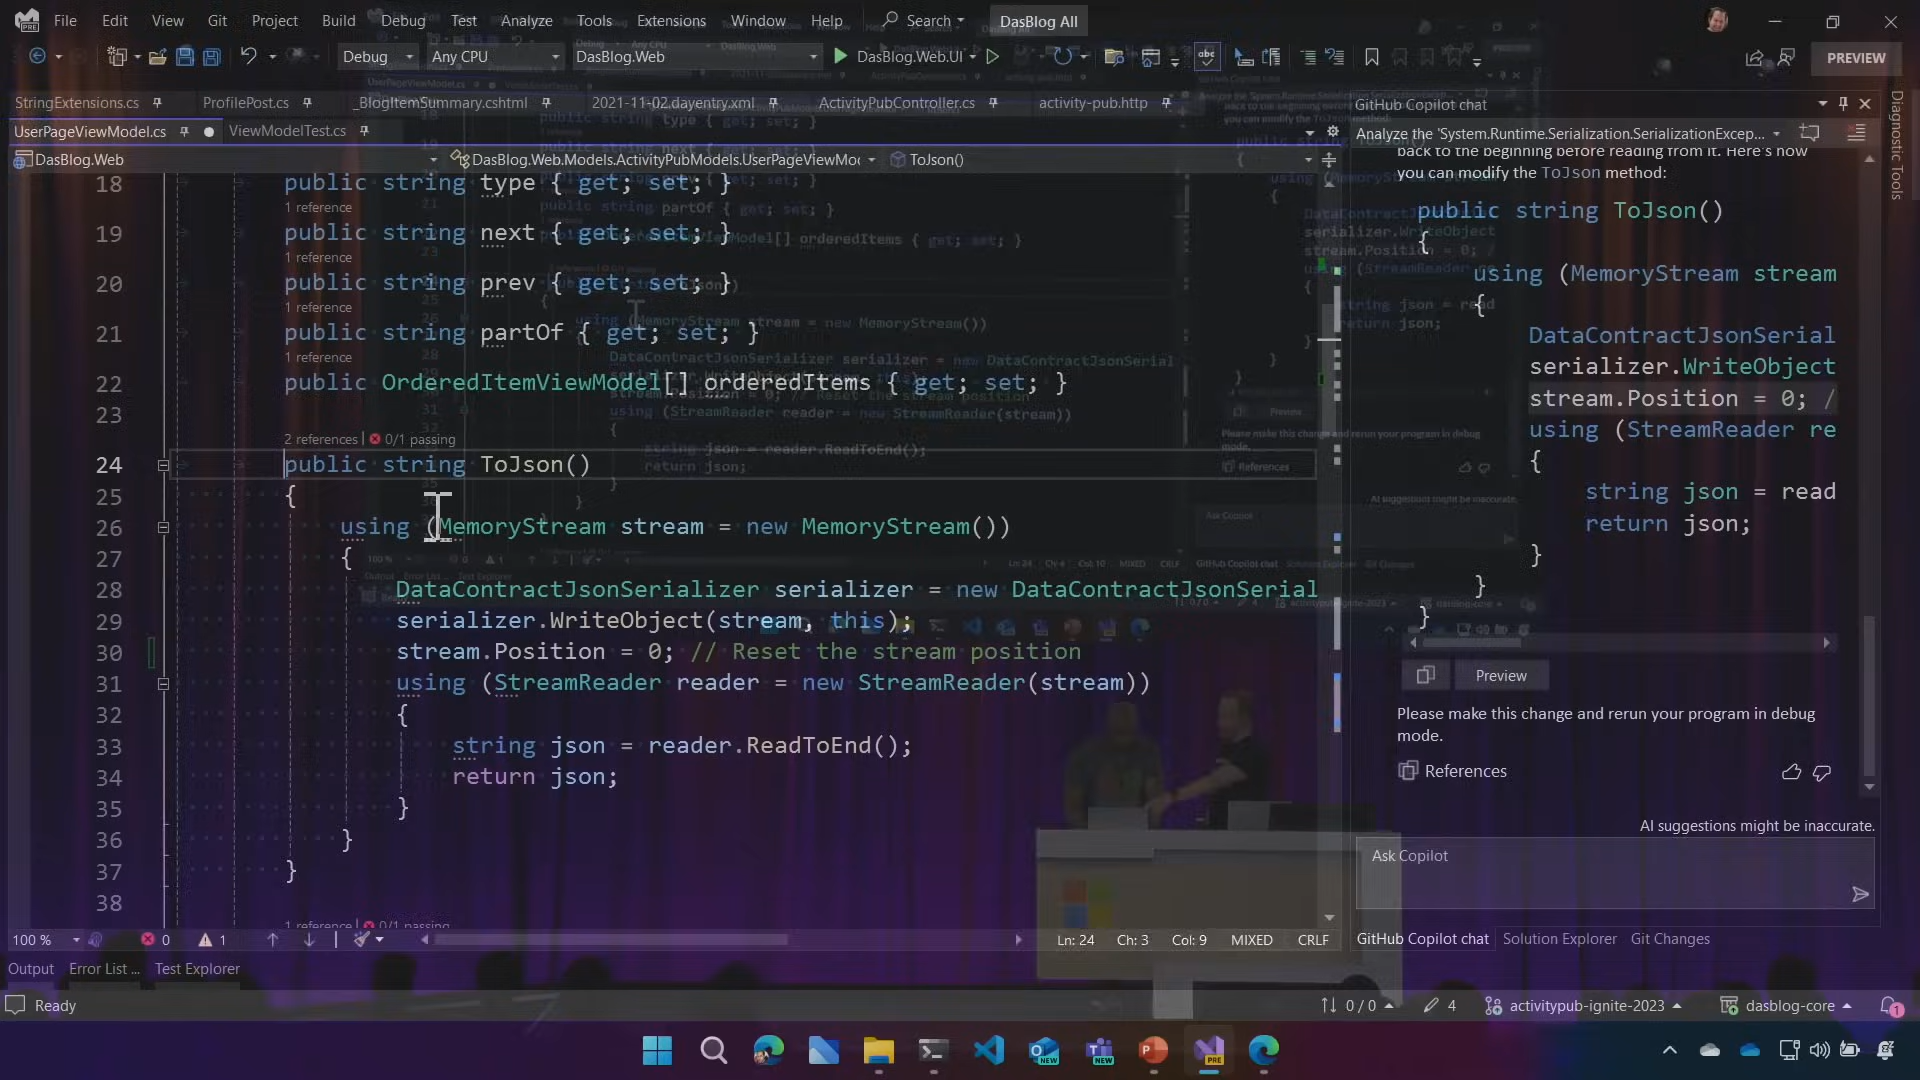 File Edit View Git Project Build Debug Test Analyze Tools Extensions Window Help Search DasBlog All
Debug Any CPU DasBlog.Web DasBlog.Web.UI PREVIEW
StringExtensions.cs ProfilePost.cs _BlogItemSummary.cshtml 2021-11-02.dayentry.xml ActivityPubController.cs activity-pub.http
UserPageViewModel.cs ViewModelTest.cs
DasBlog.Web DasBlog.Web.Models.ActivityPubModels.UserPageViewMo ToJson()
18 public string type { get; set; }
1 reference
19 public string next { get; set; }
1 reference
20 public string prev { get; set; }
1 reference
21 public string partOf { get; set; }
1 reference
22 public OrderedItemViewModel[] orderedItems { get; set; }
23
2 references | 0/1 passing
24 public string ToJson()
25 {
26 using (MemoryStream stream = new MemoryStream())
27 {
28 DataContractJsonSerializer serializer = new DataContractJsonSerial
29 serializer.WriteObject(stream, this);
30 stream.Position = 0; // Reset the stream position
31 using (StreamReader reader = new StreamReader(stream))
32 {
33 string json = reader.ReadToEnd();
34 return json;
35 }
36 }
37 }
38
1 reference | 0/1 passing
100 % 0 1 Ln: 24 Ch: 3 Col: 9 MIXED CRLF
Output Error List ... Test Explorer
Ready 0 / 0 4 activitypub-ignite-2023 dasblog-core 1
GitHub Copilot chat
Analyze the 'System.Runtime.Serialization.SerializationExcep...
back to the beginning before reading from it. Here's how
you can modify the ToJson method:
public string ToJson()
{
using (MemoryStream stream
{
DataContractJsonSerial
serializer.WriteObject
stream.Position = 0; /
using (StreamReader re
{
string json = read
return json;
}
}
}
Preview
Please make this change and rerun your program in debug
mode.
References
AI suggestions might be inaccurate.
Ask Copilot
GitHub Copilot chat Solution Explorer Git Changes
Diagnostic Tools